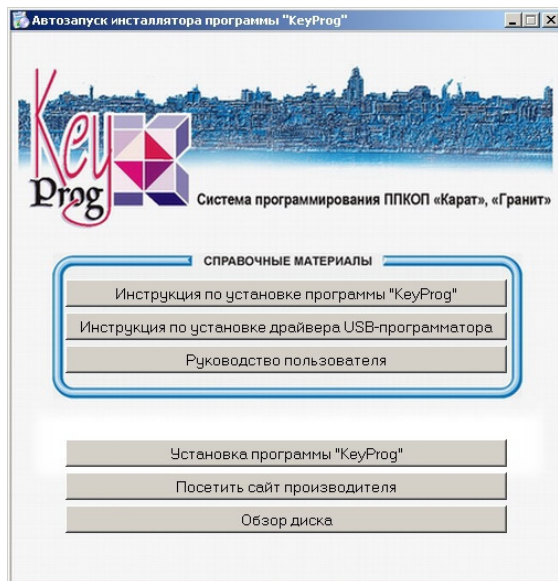 Автозапуск инсталлятора программы "KeyProg"
Key
Prog
Система программирования ППКОП «Карат», «Гранит»
СПРАВОЧНЫЕ МАТЕРИАЛЫ
Инструкция по установке программы "KeyProg"
Инструкция по установке драйвера USB-программатора
Руководство пользователя
Установка программы "KeyProg"
Посетить сайт производителя
Обзор диска